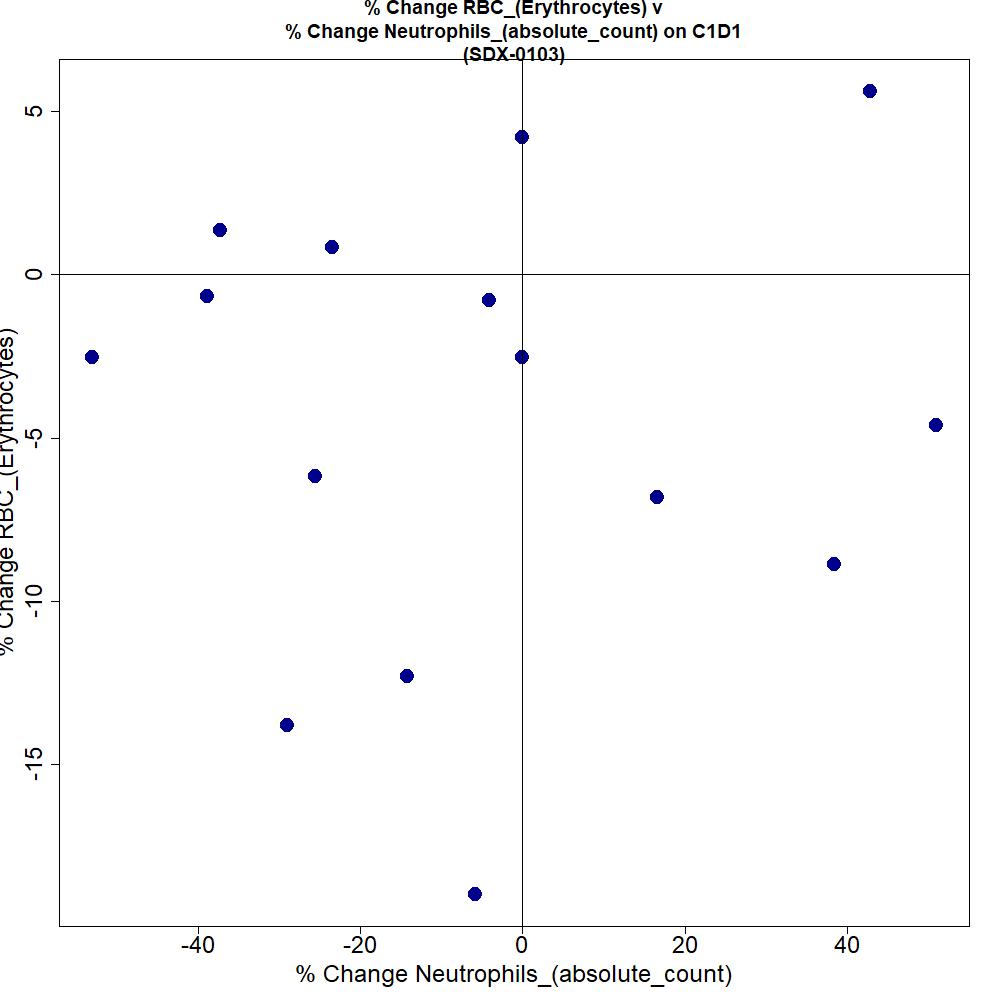 % Change RBC_(Erythrocytes) v
% Change Neutrophils_(absolute_count) on C1D1
(SDX-0103)
% Change RBC_(Erythrocytes)
5
0
-5
-10
-15
-40
-20
0
20
40
% Change Neutrophils_(absolute_count)